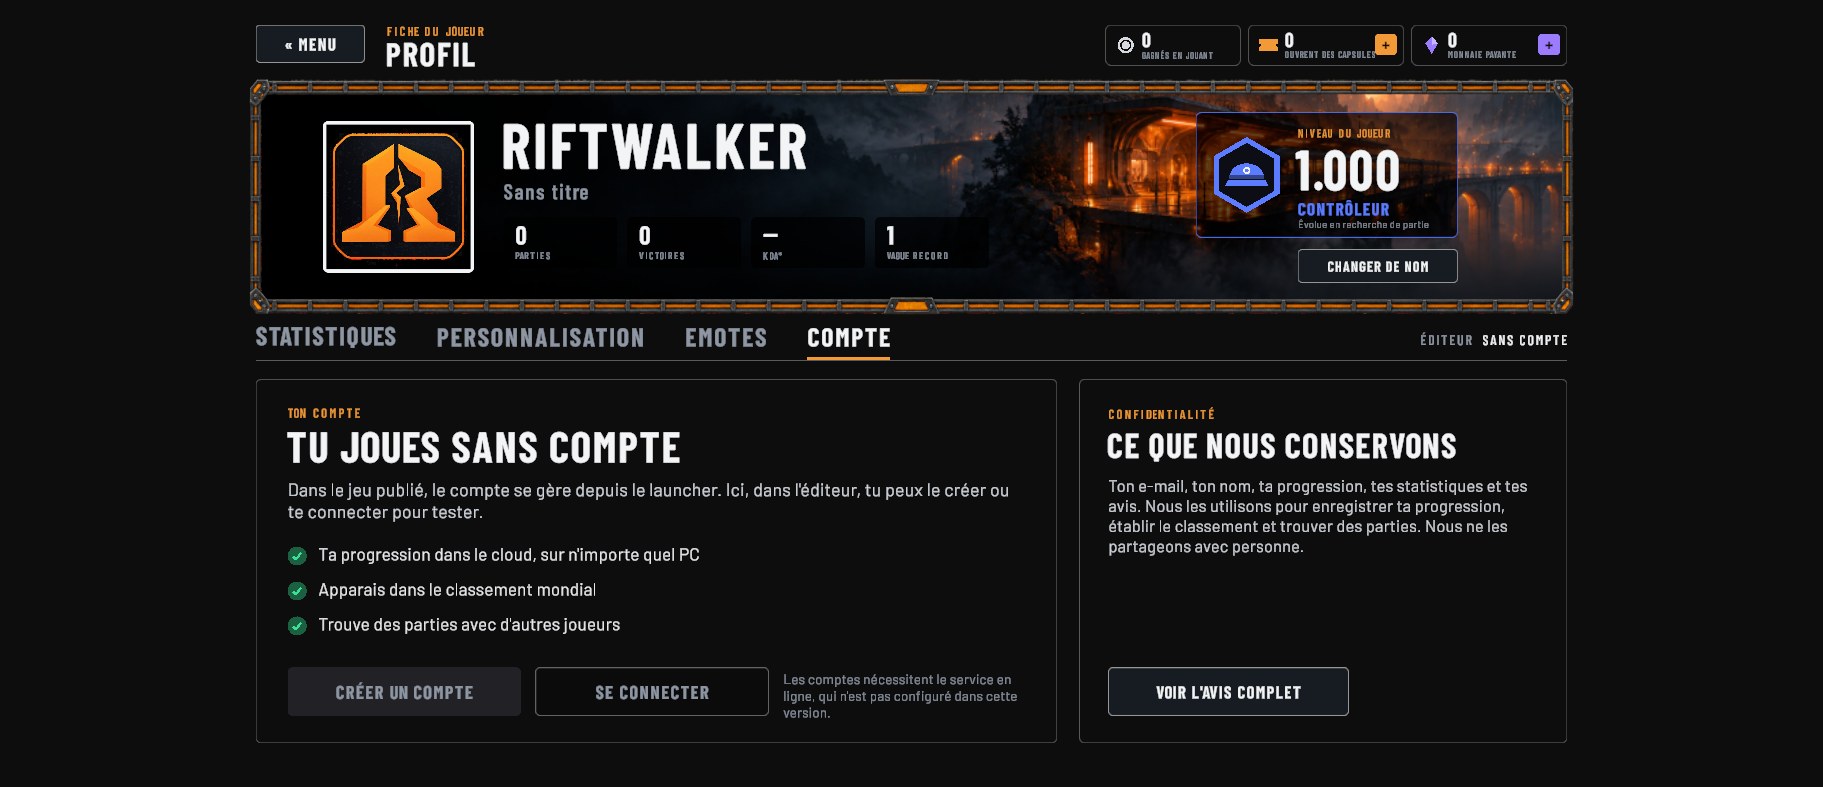 « MENU
FICHE DU JOUEUR
PROFIL
0
GAGNÉS EN JOUANT
0
OUVRENT DES CAPSULES
+
0
MONNAIE PAYANTE
+
RIFTWALKER
Sans titre
0
PARTIES
0
VICTOIRES
—
KDA*
1
VAGUE RECORD
NIVEAU DU JOUEUR
1.000
CONTRÔLEUR
Évolue en recherche de partie
CHANGER DE NOM
STATISTIQUES
PERSONNALISATION
EMOTES
COMPTE
ÉDITEUR SANS COMPTE
TON COMPTE
TU JOUES SANS COMPTE
Dans le jeu publié, le compte se gère depuis le launcher. Ici, dans l'éditeur, tu peux le créer ou
te connecter pour tester.
Ta progression dans le cloud, sur n'importe quel PC
Apparais dans le classement mondial
Trouve des parties avec d'autres joueurs
CRÉER UN COMPTE
SE CONNECTER
Les comptes nécessitent le service en
ligne, qui n'est pas configuré dans cette
version.
CONFIDENTIALITÉ
CE QUE NOUS CONSERVONS
Ton e-mail, ton nom, ta progression, tes statistiques et tes
avis. Nous les utilisons pour enregistrer ta progression,
établir le classement et trouver des parties. Nous ne les
partageons avec personne.
VOIR L'AVIS COMPLET